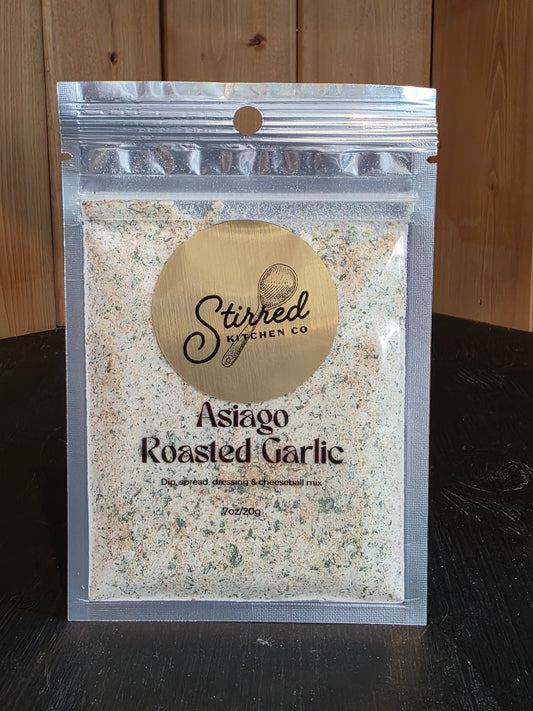 Stirred
KITCHEN CO
Asiago
Roasted Garlic
Dip, spread, dressing & cheeseball mix
.7oz/20g